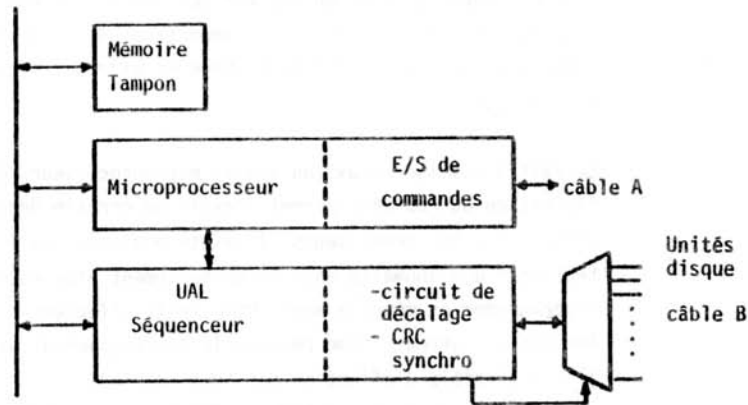 Mémoire
Tampon
Microprocesseur
E/S de
commandes
câble A
UAL
Séquenceur
-circuit de
décalage
- CRC
synchro
Unités
disque
câble B